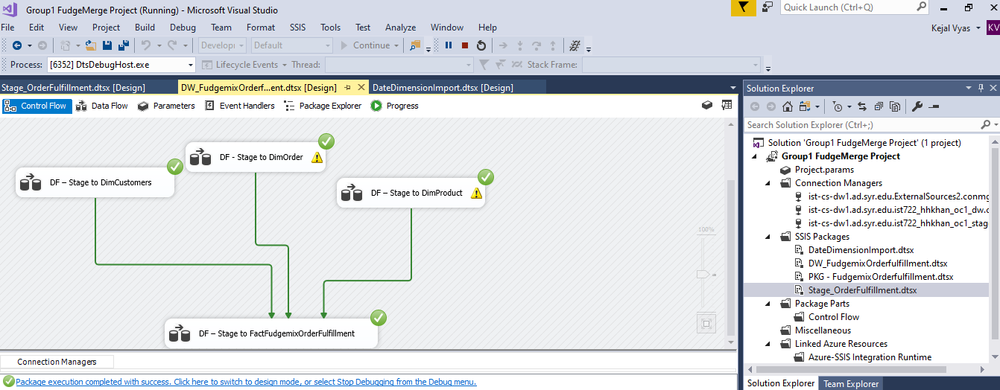 Group1 FudgeMerge Project (Running) - Microsoft Visual Studio
Quick Launch (Ctrl+Q)
File Edit View Project Build Debug Team Format SSIS Tools Test Analyze Window Help
Kejal Vyas KV
Develop Default Continue
Process: [6352] DtsDebugHost.exe Lifecycle Events Thread: Stack Frame:
Stage_OrderFulfillment.dtsx [Design] DW_FudgemixOrderf...ent.dtsx [Design] DateDimensionImport.dtsx [Design]
Control Flow Data Flow Parameters Event Handlers Package Explorer Progress
DF - Stage to DimOrder
DF – Stage to DimCustomers
DF – Stage to DimProduct
100%
DF – Stage to FactFudgemixOrderFulfillment
Connection Managers
Package execution completed with success. Click here to switch to design mode, or select Stop Debugging from the Debug menu.
Solution Explorer
Search Solution Explorer (Ctrl+;)
Solution 'Group1 FudgeMerge Project' (1 project)
Group1 FudgeMerge Project
Project.params
Connection Managers
ist-cs-dw1.ad.syr.edu.ExternalSources2.conmg
ist-cs-dw1.ad.syr.edu.ist722_hhkhan_oc1_dw.c
ist-cs-dw1.ad.syr.edu.ist722_hhkhan_oc1_stag
SSIS Packages
DateDimensionImport.dtsx
DW_FudgemixOrderfulfillment.dtsx
PKG - FudgemixOrderfulfillment.dtsx
Stage_OrderFulfillment.dtsx
Package Parts
Control Flow
Miscellaneous
Linked Azure Resources
Azure-SSIS Integration Runtime
Solution Explorer Team Explorer